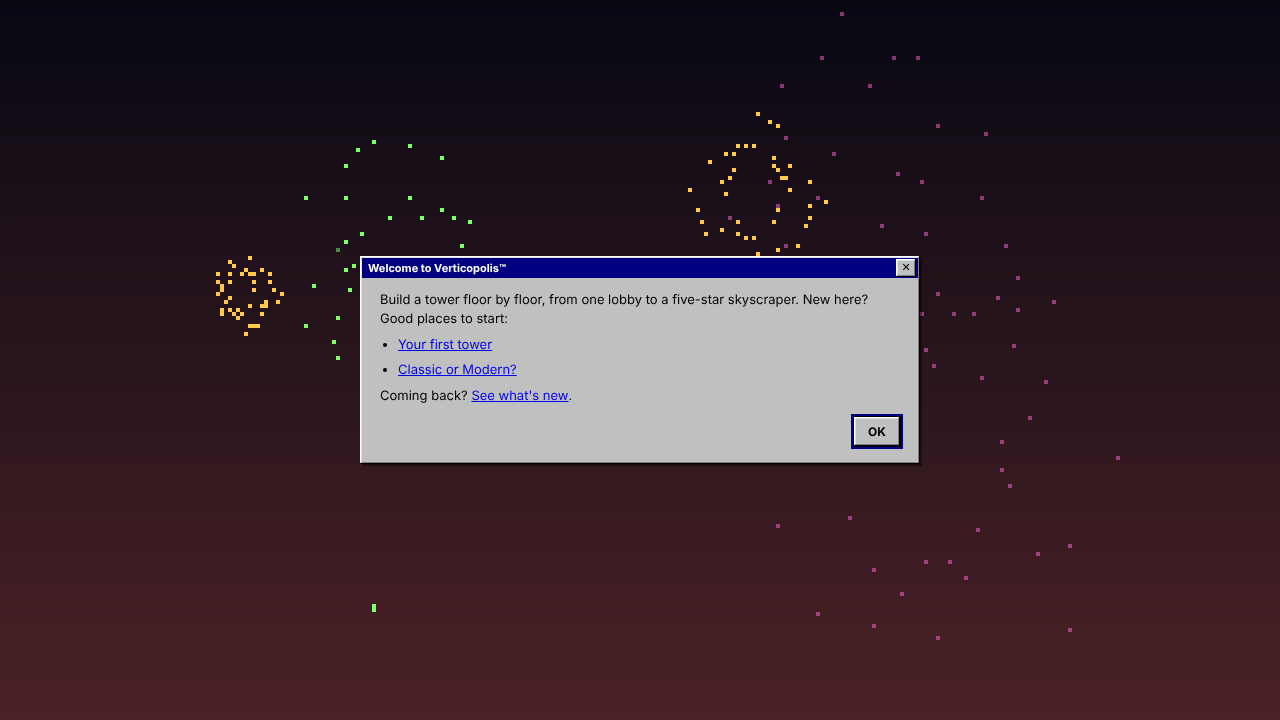 Welcome to Verticopolis™
Build a tower floor by floor, from one lobby to a five-star skyscraper. New here?
Good places to start:
• Your first tower
• Classic or Modern?
Coming back? See what's new.
OK